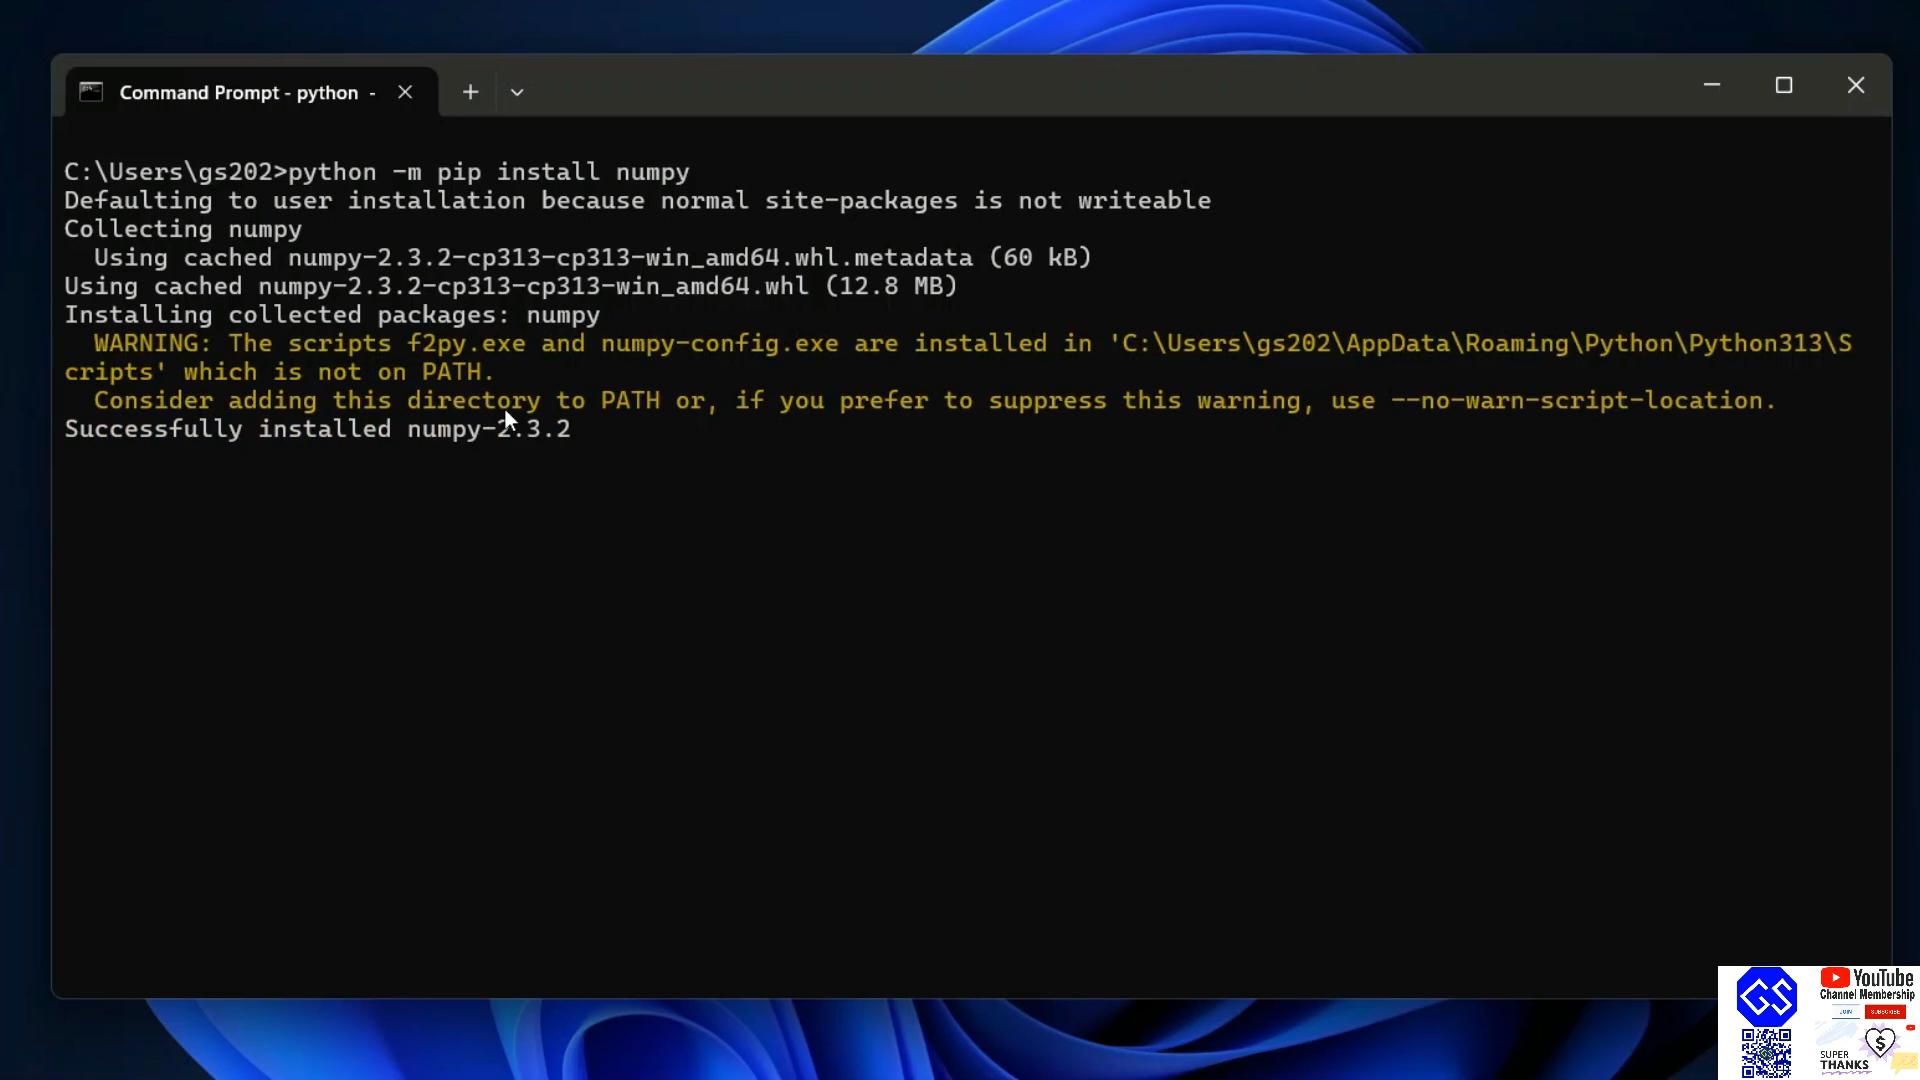 Command Prompt - python -
C:\Users\gs202>python -m pip install numpy
Defaulting to user installation because normal site-packages is not writeable
Collecting numpy
  Using cached numpy-2.3.2-cp313-cp313-win_amd64.whl.metadata (60 kB)
Using cached numpy-2.3.2-cp313-cp313-win_amd64.whl (12.8 MB)
Installing collected packages: numpy
  WARNING: The scripts f2py.exe and numpy-config.exe are installed in 'C:\Users\gs202\AppData\Roaming\Python\Python313\S
cripts' which is not on PATH.
  Consider adding this directory to PATH or, if you prefer to suppress this warning, use --no-warn-script-location.
Successfully installed numpy-2.3.2
GS
YouTube
Channel Membership
JOIN
SUBSCRIBE
SUPER
THANKS
$